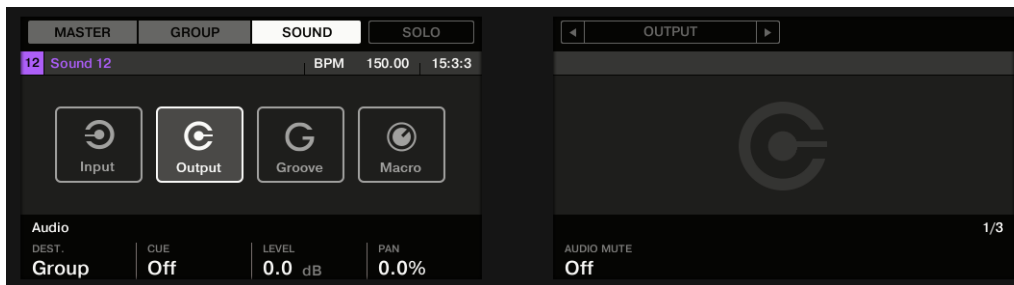 MASTER GROUP SOUND SOLO
12 Sound 12 BPM 150.00 15:3:3
Input Output Groove Macro
Audio
DEST. CUE LEVEL PAN
Group Off 0.0 dB 0.0%
OUTPUT
1/3
AUDIO MUTE
Off